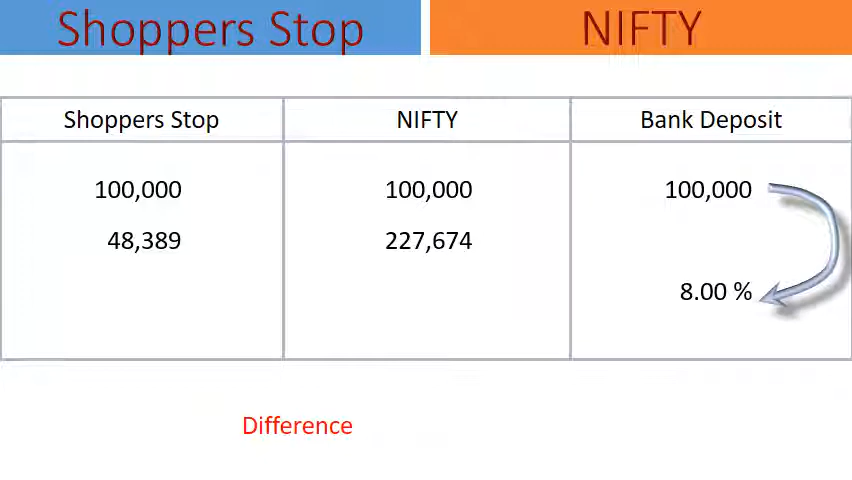 Shoppers Stop NIFTY
Shoppers Stop NIFTY Bank Deposit
100,000 100,000 100,000
48,389 227,674
8.00 %
Difference